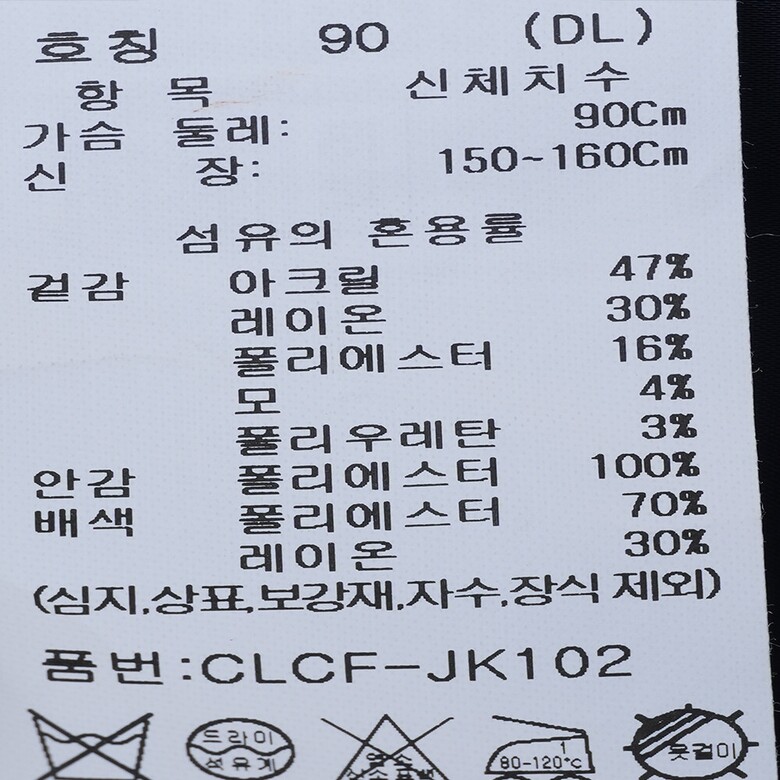 호칭 90 (DL)
항 목 신체치수
가슴 둘레: 90Cm
신 장: 150~160Cm
섬유의 혼용률
겉감 아크릴 47%
레이온 30%
폴리에스터 16%
모 4%
폴리우레탄 3%
안감 폴리에스터 100%
배색 폴리에스터 70%
레이온 30%
(심지,상표,보강재,자수,장식 제외)
품번:CLCF-JK102
드라이 1 옷걸이
석유계 80-120°c